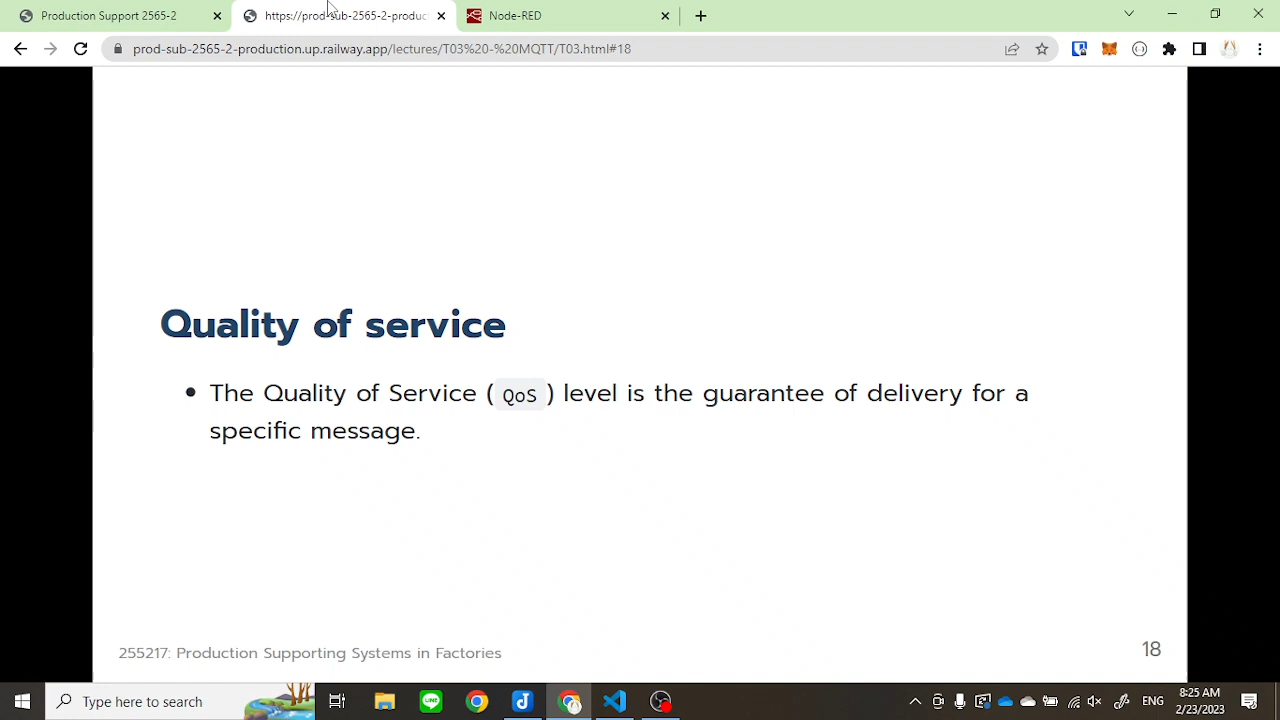 Production Support 2565-2
https://prod-sub-2565-2-produc
Node-RED
prod-sub-2565-2-production.up.railway.app/lectures/T03%20-%20MQTT/T03.html#18
Quality of service
• The Quality of Service (QoS) level is the guarantee of delivery for a
specific message.
255217: Production Supporting Systems in Factories
18
Type here to search
LINE
ENG
8:25 AM
2/23/2023